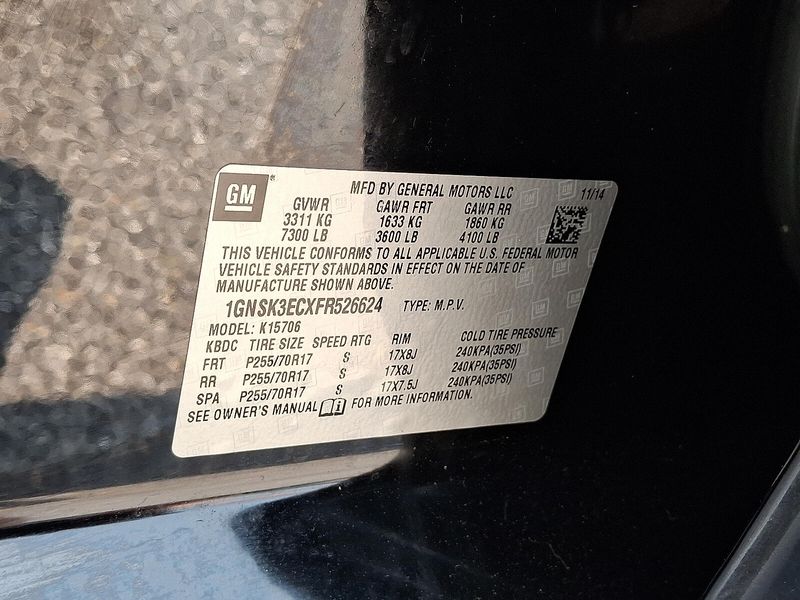 GM ® MFD BY GENERAL MOTORS LLC 11/14
GVWR GAWR FRT GAWR RR
3311 KG 1633 KG 1860 KG
7300 LB 3600 LB 4100 LB
THIS VEHICLE CONFORMS TO ALL APPLICABLE U.S. FEDERAL MOTOR
VEHICLE SAFETY STANDARDS IN EFFECT ON THE DATE OF
MANUFACTURE SHOWN ABOVE.
1GNSK3ECXFR526624 TYPE: M.P.V.
MODEL: K15706
KBDC TIRE SIZE SPEED RTG RIM COLD TIRE PRESSURE
FRT P255/70R17 S 17X8J 240KPA(35PSI)
RR P255/70R17 S 17X8J 240KPA(35PSI)
SPA P255/70R17 S 17X7.5J 240KPA(35PSI)
SEE OWNER'S MANUAL FOR MORE INFORMATION.